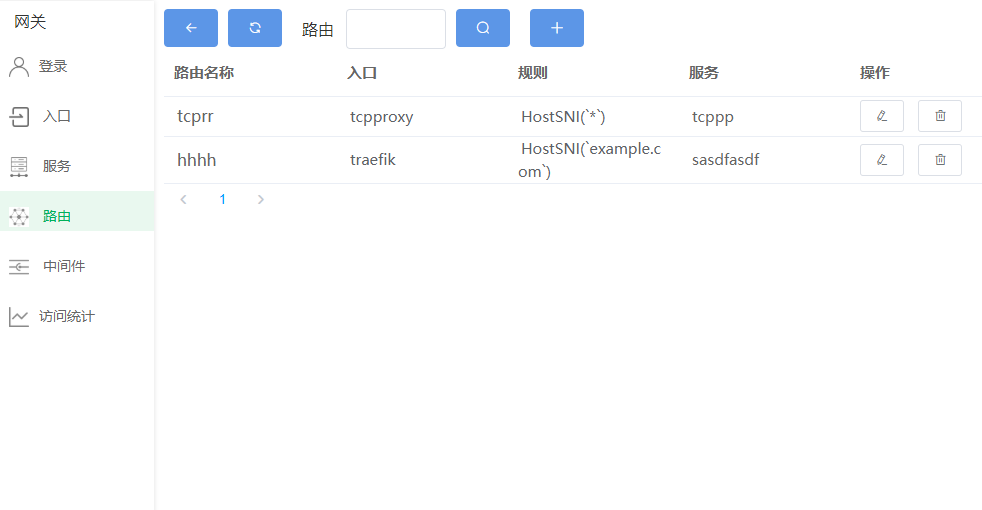 网关
登录
入口
服务
路由
中间件
访问统计
路由
路由名称 入口 规则 服务 操作
tcprr tcpproxy HostSNI(`*`) tcppp
hhhh traefik HostSNI(`example.c
om`) sasdfasdf
1